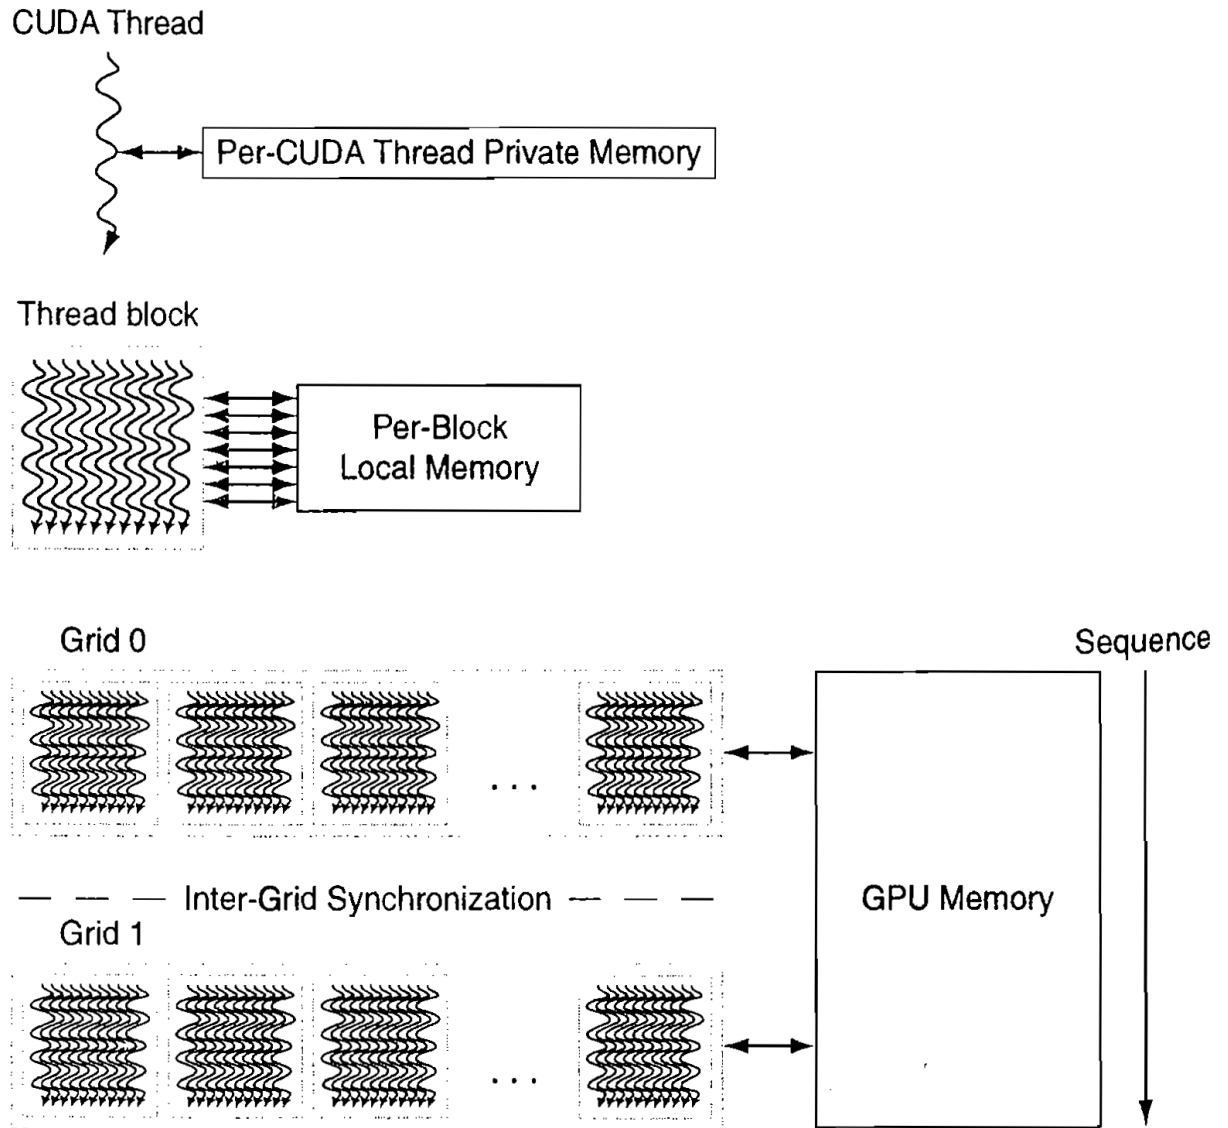 CUDA Thread
Per-CUDA Thread Private Memory
Thread block
Per-Block
Local Memory
Grid 0
Sequence
. . .
Inter-Grid Synchronization
GPU Memory
Grid 1
. . .